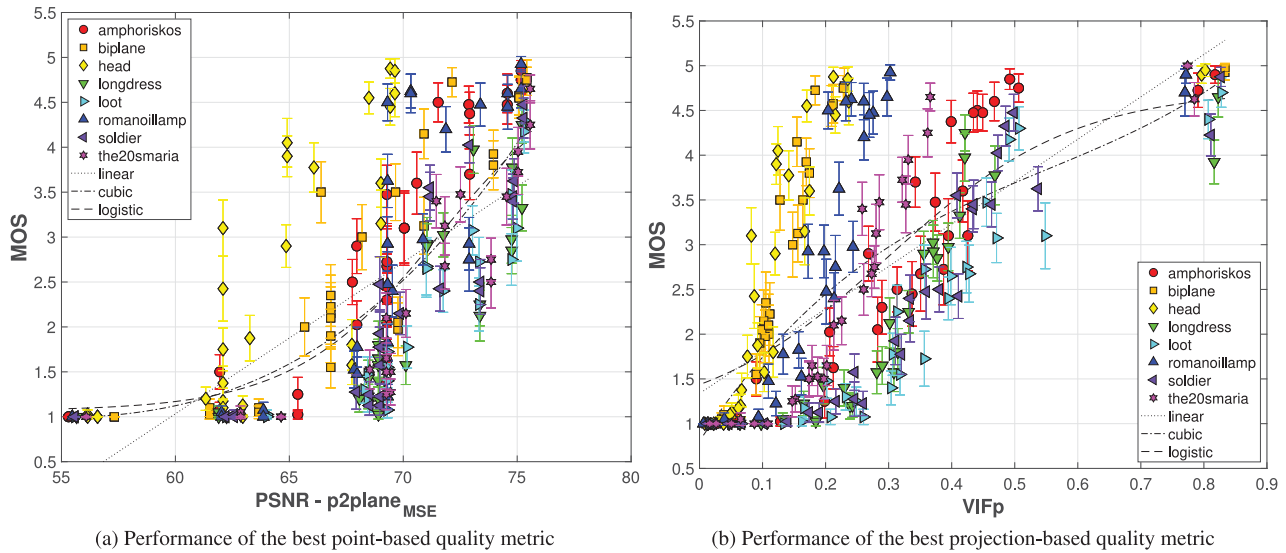 5.5
5
4.5
4
3.5
3
2.5
2
1.5
1
0.5
MOS
amphoriskos
biplane
head
longdress
loot
romanoillamp
soldier
the20smaria
linear
cubic
logistic
55
60
65
70
75
80
PSNR - p2plane_MSE
(a) Performance of the best point-based quality metric
5.5
5
4.5
4
3.5
3
2.5
2
1.5
1
0.5
MOS
amphoriskos
biplane
head
longdress
loot
romanoillamp
soldier
the20smaria
linear
cubic
logistic
0
0.1
0.2
0.3
0.4
0.5
0.6
0.7
0.8
0.9
VIFp
(b) Performance of the best projection-based quality metric